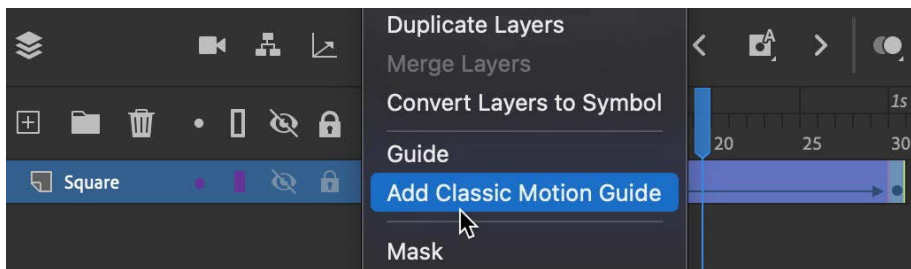 Duplicate Layers
Merge Layers
Convert Layers to Symbol
Guide
Add Classic Motion Guide
Mask
A
1s
20 25 30
Square